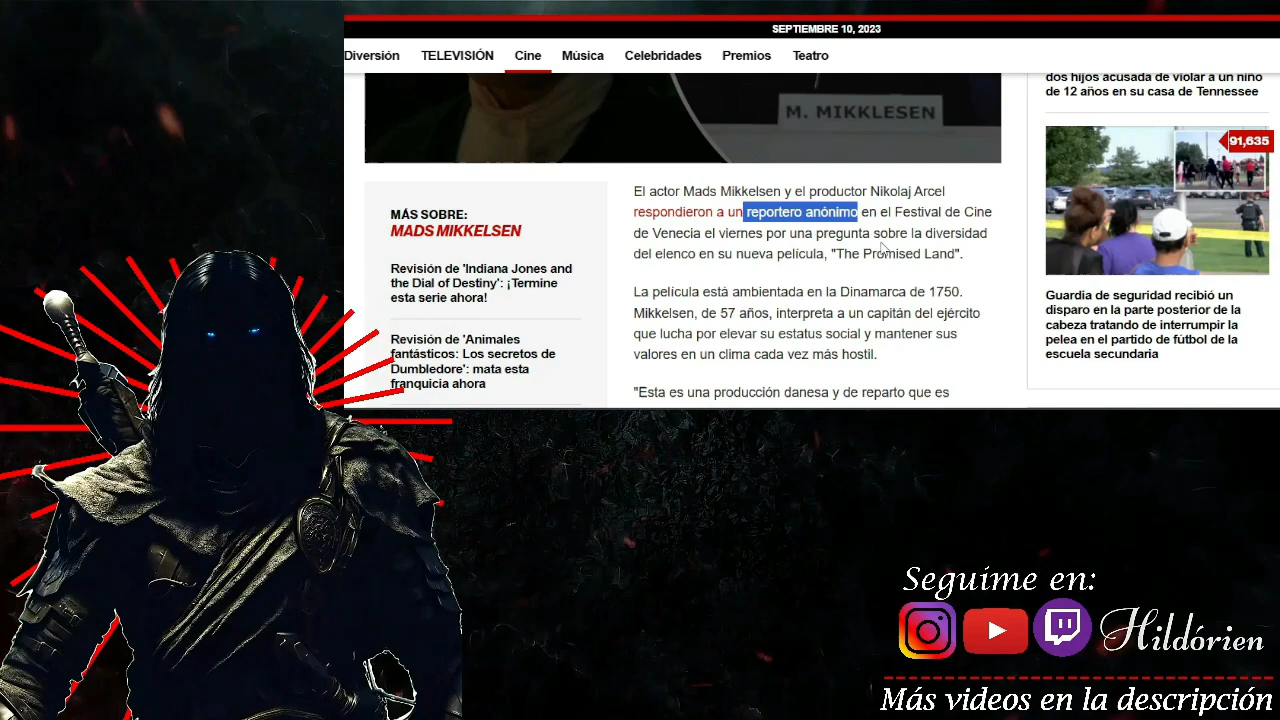 SEPTIEMBRE 10, 2023
Diversión TELEVISIÓN Cine Música Celebridades Premios Teatro
M. MIKKLESEN
MÁS SOBRE:
MADS MIKKELSEN
Revisión de 'Indiana Jones and
the Dial of Destiny': ¡Termine
esta serie ahora!
Revisión de 'Animales
fantásticos: Los secretos de
Dumbledore': mata esta
franquicia ahora
El actor Mads Mikkelsen y el productor Nikolaj Arcel
respondieron a un reportero anónimo en el Festival de Cine
de Venecia el viernes por una pregunta sobre la diversidad
del elenco en su nueva película, "The Promised Land".
La película está ambientada en la Dinamarca de 1750.
Mikkelsen, de 57 años, interpreta a un capitán del ejército
que lucha por elevar su estatus social y mantener sus
valores en un clima cada vez más hostil.
"Esta es una producción danesa y de reparto que es
dos hijos acusada de violar a un niño
de 12 años en su casa de Tennessee
91,635
Guardia de seguridad recibió un
disparo en la parte posterior de la
cabeza tratando de interrumpir la
pelea en el partido de fútbol de la
escuela secundaria
Seguime en:
Hildórien
Más videos en la descripción